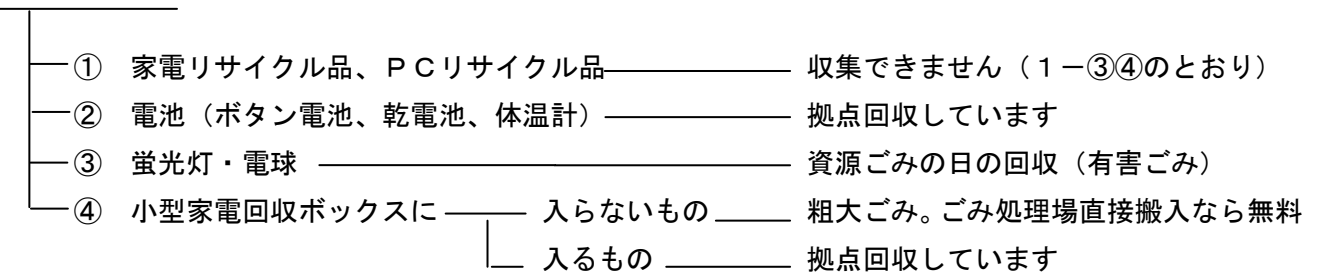 ① 家電リサイクル品、PCリサイクル品 収集できません(1-③④のとおり)
② 電池(ボタン電池、乾電池、体温計) 拠点回収しています
③ 蛍光灯・電球 資源ごみの日の回収(有害ごみ)
④ 小型家電回収ボックスに 入らないもの 粗大ごみ。ごみ処理場直接搬入なら無料
入るもの 拠点回収しています